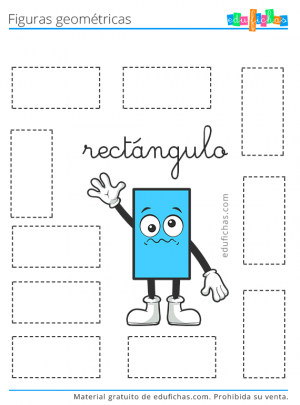 Figuras geométricas
edufichas
rectángulo
edufichas.com
Material gratuito de edufichas.com. Prohibida su venta.